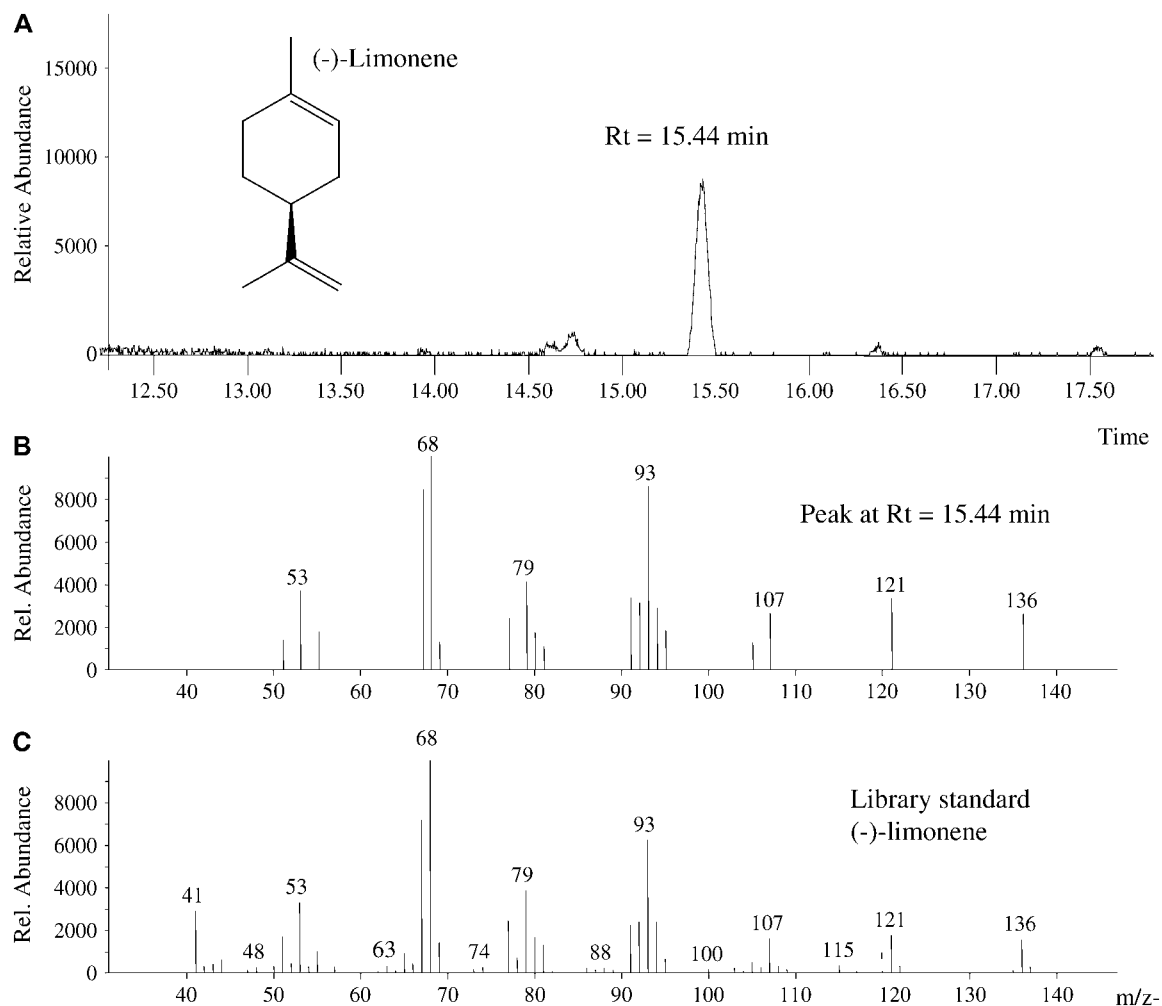 A
(-)-Limonene
Rt = 15.44 min
Relative Abundance
15000
10000
5000
0
12.50 13.00 13.50 14.00 14.50 15.00 15.50 16.00 16.50 17.00 17.50
Time
B
Peak at Rt = 15.44 min
Rel. Abundance
8000
6000
4000
2000
0
53 68 79 93 107 121 136
40 50 60 70 80 90 100 110 120 130 140
C
Library standard
(-)-limonene
Rel. Abundance
8000
6000
4000
2000
0
41 48 53 63 68 74 79 88 93 100 107 115 121 136
40 50 60 70 80 90 100 110 120 130 140
m/z